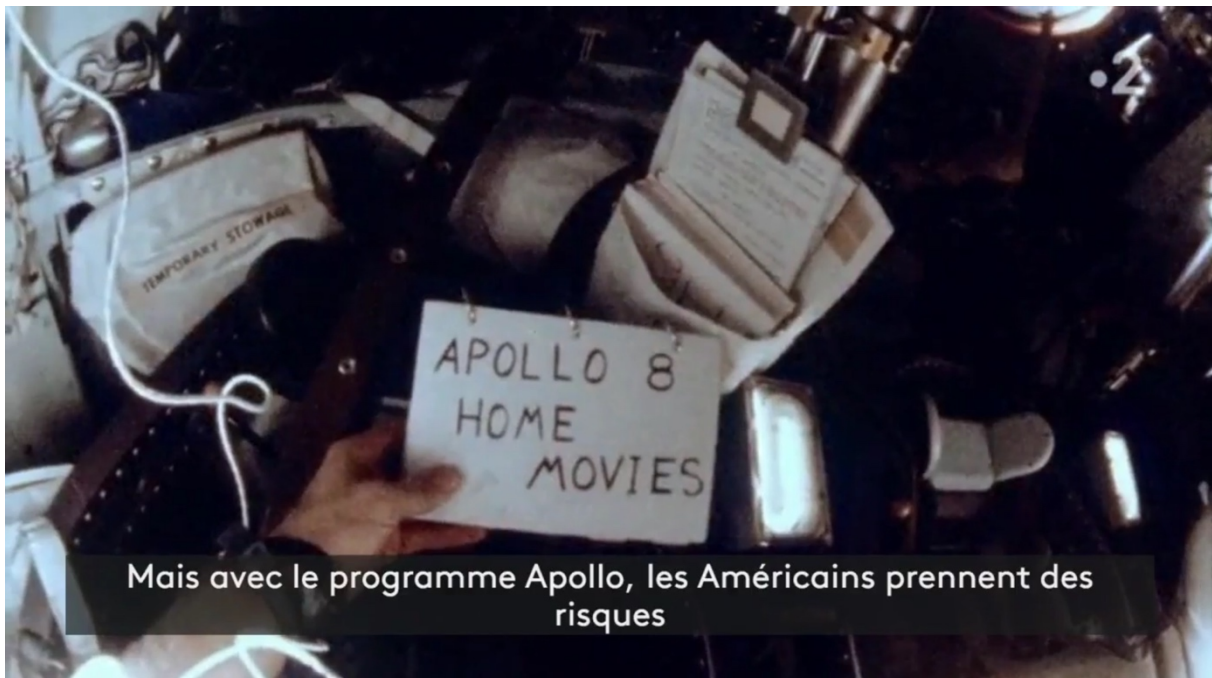 2
TEMPORARY STOWAGE
APOLLO 8
HOME
MOVIES
Mais avec le programme Apollo, les Américains prennent des
risques